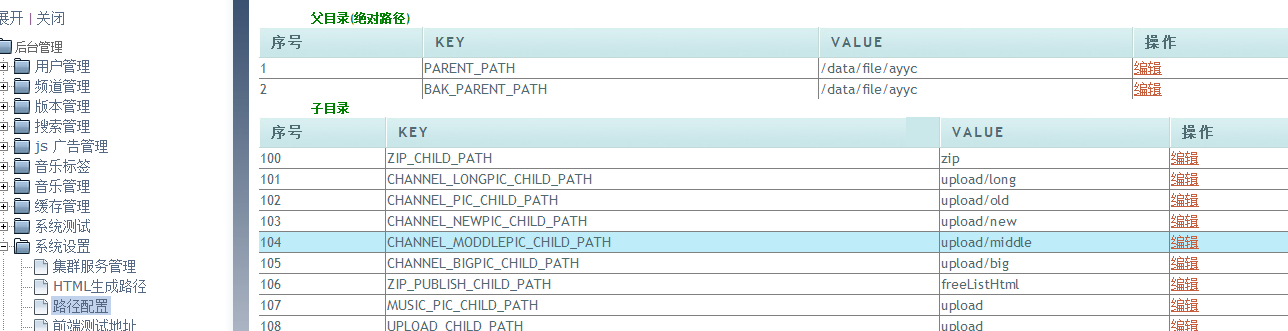 展开 | 关闭
后台管理
用户管理
频道管理
版本管理
搜索管理
js 广告管理
音乐标签
音乐管理
缓存管理
系统测试
系统设置
集群服务管理
HTML生成路径
路径配置
前端测试地址
父目录(绝对路径)
序号 KEY VALUE 操作
1 PARENT_PATH /data/file/ayyc 编辑
2 BAK_PARENT_PATH /data/file/ayyc 编辑
子目录
序号 KEY VALUE 操作
100 ZIP_CHILD_PATH zip 编辑
101 CHANNEL_LONGPIC_CHILD_PATH upload/long 编辑
102 CHANNEL_PIC_CHILD_PATH upload/old 编辑
103 CHANNEL_NEWPIC_CHILD_PATH upload/new 编辑
104 CHANNEL_MODDLEPIC_CHILD_PATH upload/middle 编辑
105 CHANNEL_BIGPIC_CHILD_PATH upload/big 编辑
106 ZIP_PUBLISH_CHILD_PATH freeListHtml 编辑
107 MUSIC_PIC_CHILD_PATH upload 编辑
108 UPLOAD_CHILD_PATH upload 编辑